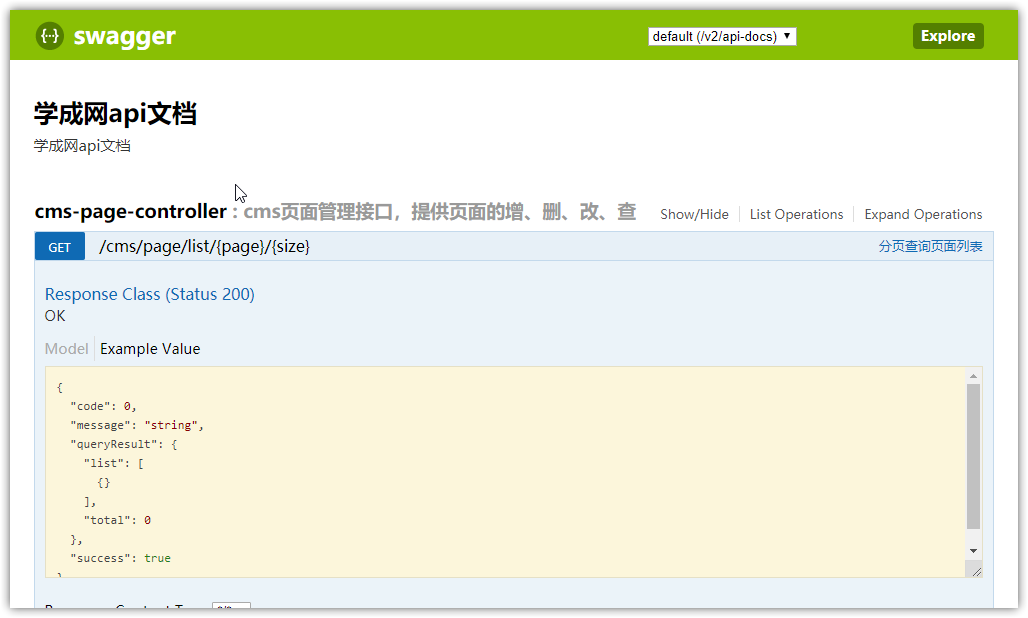 {··} swagger
default (/v2/api-docs) ▼
Explore
学成网api文档
学成网api文档
cms-page-controller : cms页面管理接口，提供页面的增、删、改、查
Show/Hide
List Operations
Expand Operations
GET /cms/page/list/{page}/{size} 分页查询页面列表
Response Class (Status 200)
OK
Model Example Value
{
"code": 0,
"message": "string",
"queryResult": {
"list": [
{}
],
"total": 0
},
"success": true
}